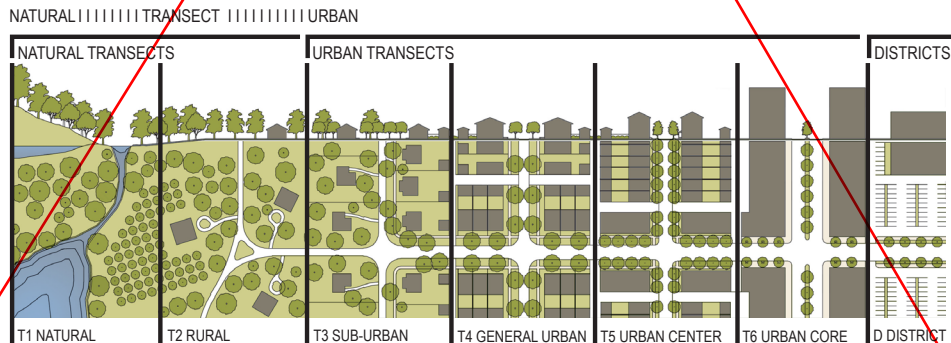 NATURAL I I I I I I I I TRANSECT I I I I I I I I I I URBAN
NATURAL TRANSECTS
URBAN TRANSECTS
DISTRICTS
T1 NATURAL
T2 RURAL
T3 SUB-URBAN
T4 GENERAL URBAN
T5 URBAN CENTER
T6 URBAN CORE
D DISTRICT